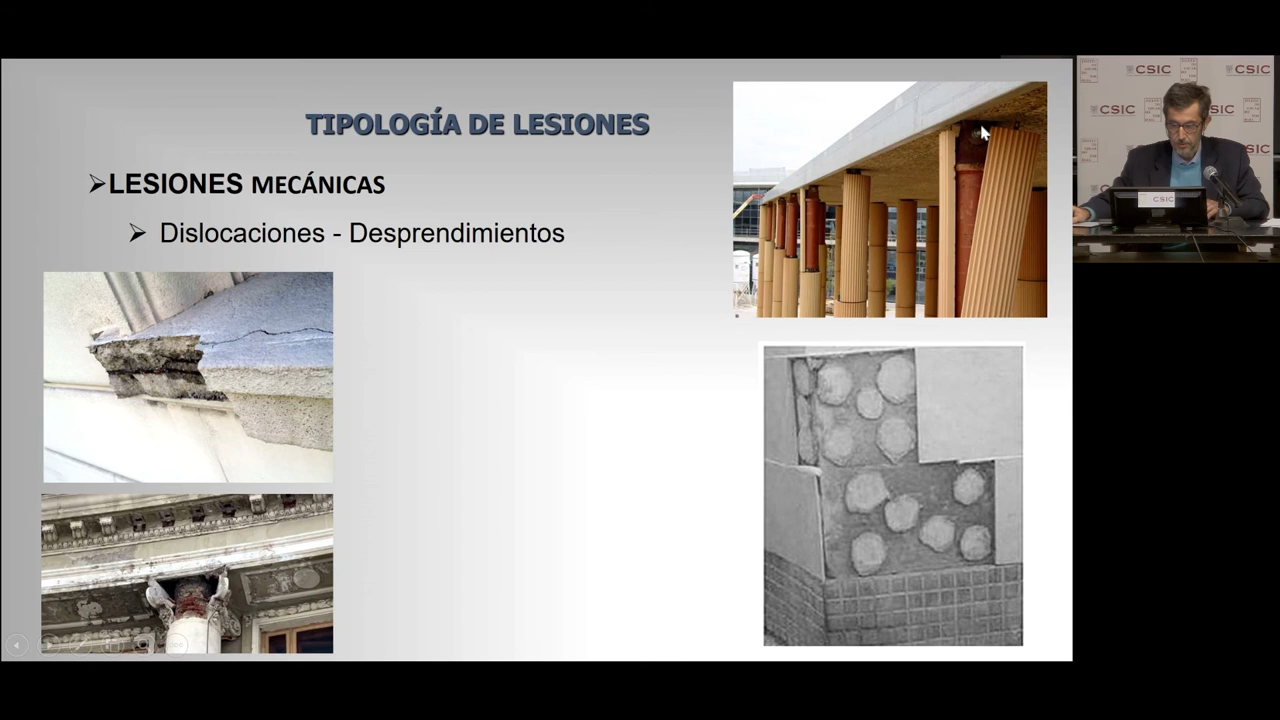 TIPOLOGÍA DE LESIONES
➢LESIONES MECÁNICAS
➢ Dislocaciones - Desprendimientos
CSIC
CSIC
CSIC
CSIC
CSIC